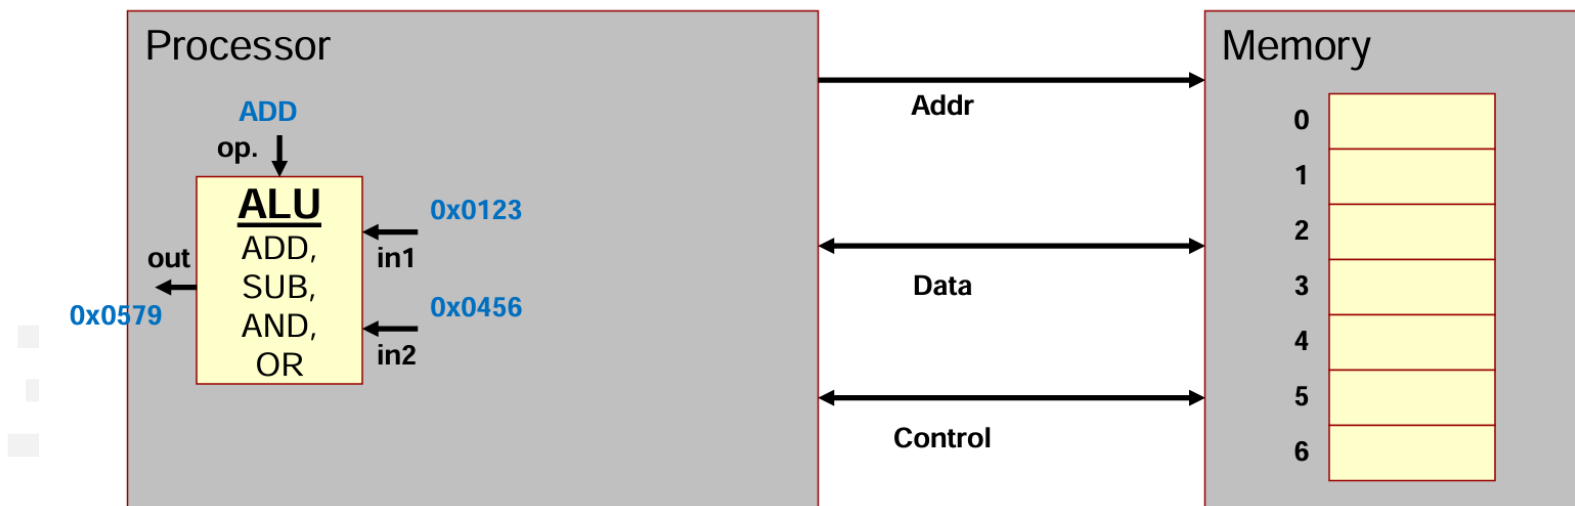 Processor
ADD
op.
ALU
ADD,
SUB,
AND,
OR
0x0123
in1
0x0456
in2
out
0x0579
Addr
Data
Control
Memory
0
1
2
3
4
5
6